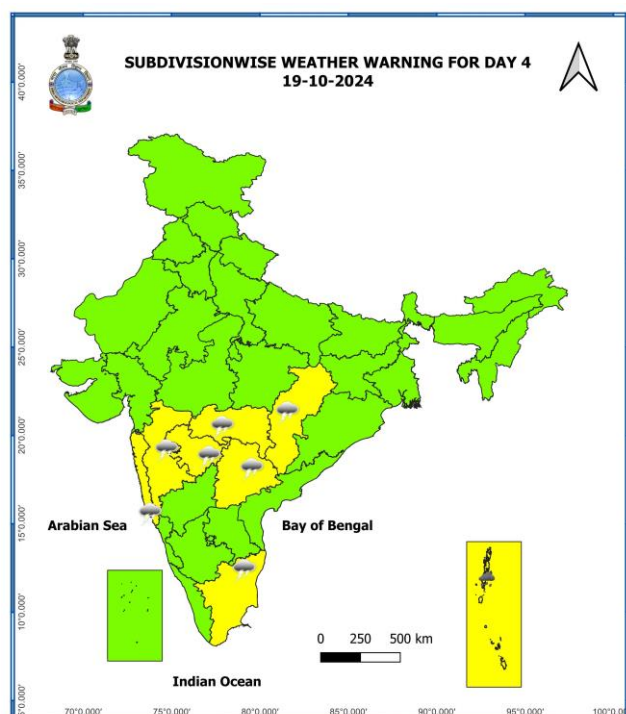 SUBDIVISIONWISE WEATHER WARNING FOR DAY 4
19-10-2024
40°0.000'
35°0.000'
30°0.000'
25°0.000'
20°0.000'
15°0.000'
10°0.000'
5°0.000'
Arabian Sea
Bay of Bengal
0 250 500 km
Indian Ocean
70°0.000' 75°0.000' 80°0.000' 85°0.000' 90°0.000' 95°0.000' 100°0.000'